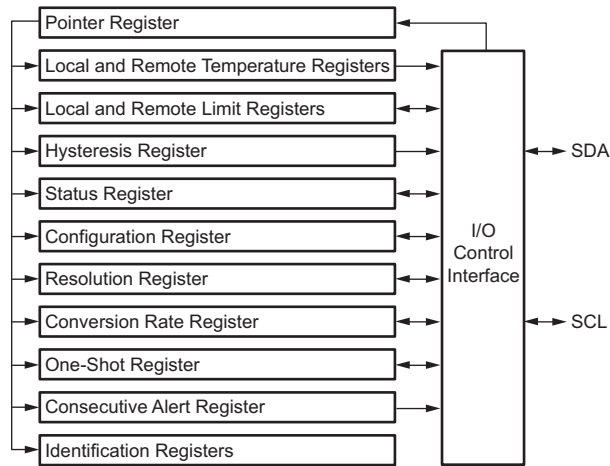 Pointer Register
Local and Remote Temperature Registers
Local and Remote Limit Registers
Hysteresis Register
Status Register
Configuration Register
Resolution Register
Conversion Rate Register
One-Shot Register
Consecutive Alert Register
Identification Registers
I/O
Control
Interface
SDA
SCL